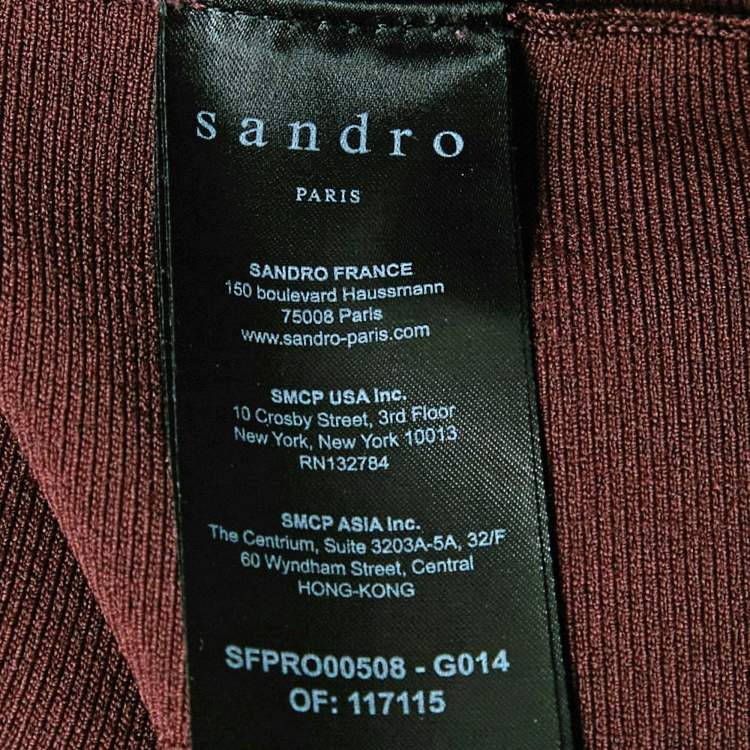 sandro
PARIS
SANDRO FRANCE
150 boulevard Haussmann
75008 Paris
www.sandro-paris.com
SMCP USA Inc.
10 Crosby Street, 3rd Floor
New York, New York 10013
RN132784
SMCP ASIA Inc.
The Centrium, Suite 3203A-5A, 32/F
60 Wyndham Street, Central
HONG-KONG
SFPRO00508 - G014
OF: 117115